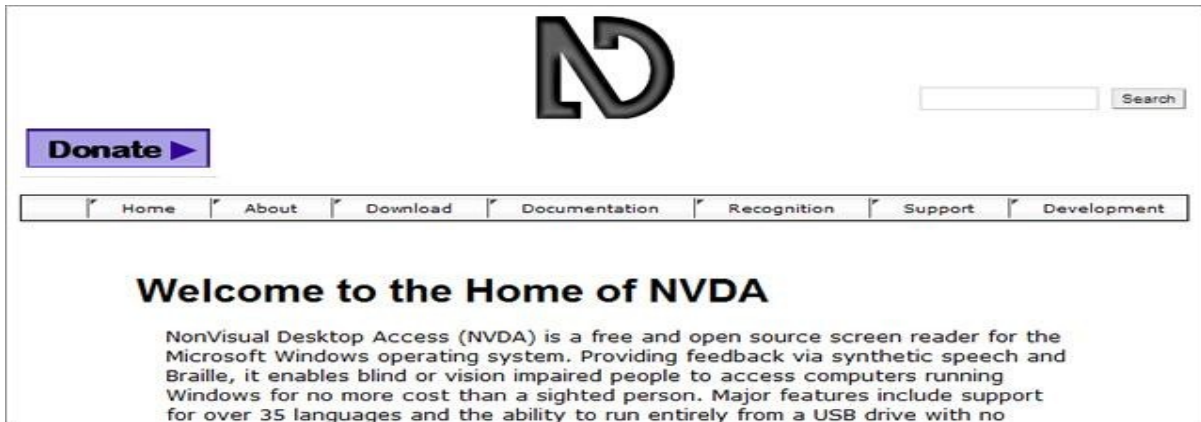 ND
Search
Donate
Home About Download Documentation Recognition Support Development
Welcome to the Home of NVDA
NonVisual Desktop Access (NVDA) is a free and open source screen reader for the
Microsoft Windows operating system. Providing feedback via synthetic speech and
Braille, it enables blind or vision impaired people to access computers running
Windows for no more cost than a sighted person. Major features include support
for over 35 languages and the ability to run entirely from a USB drive with no